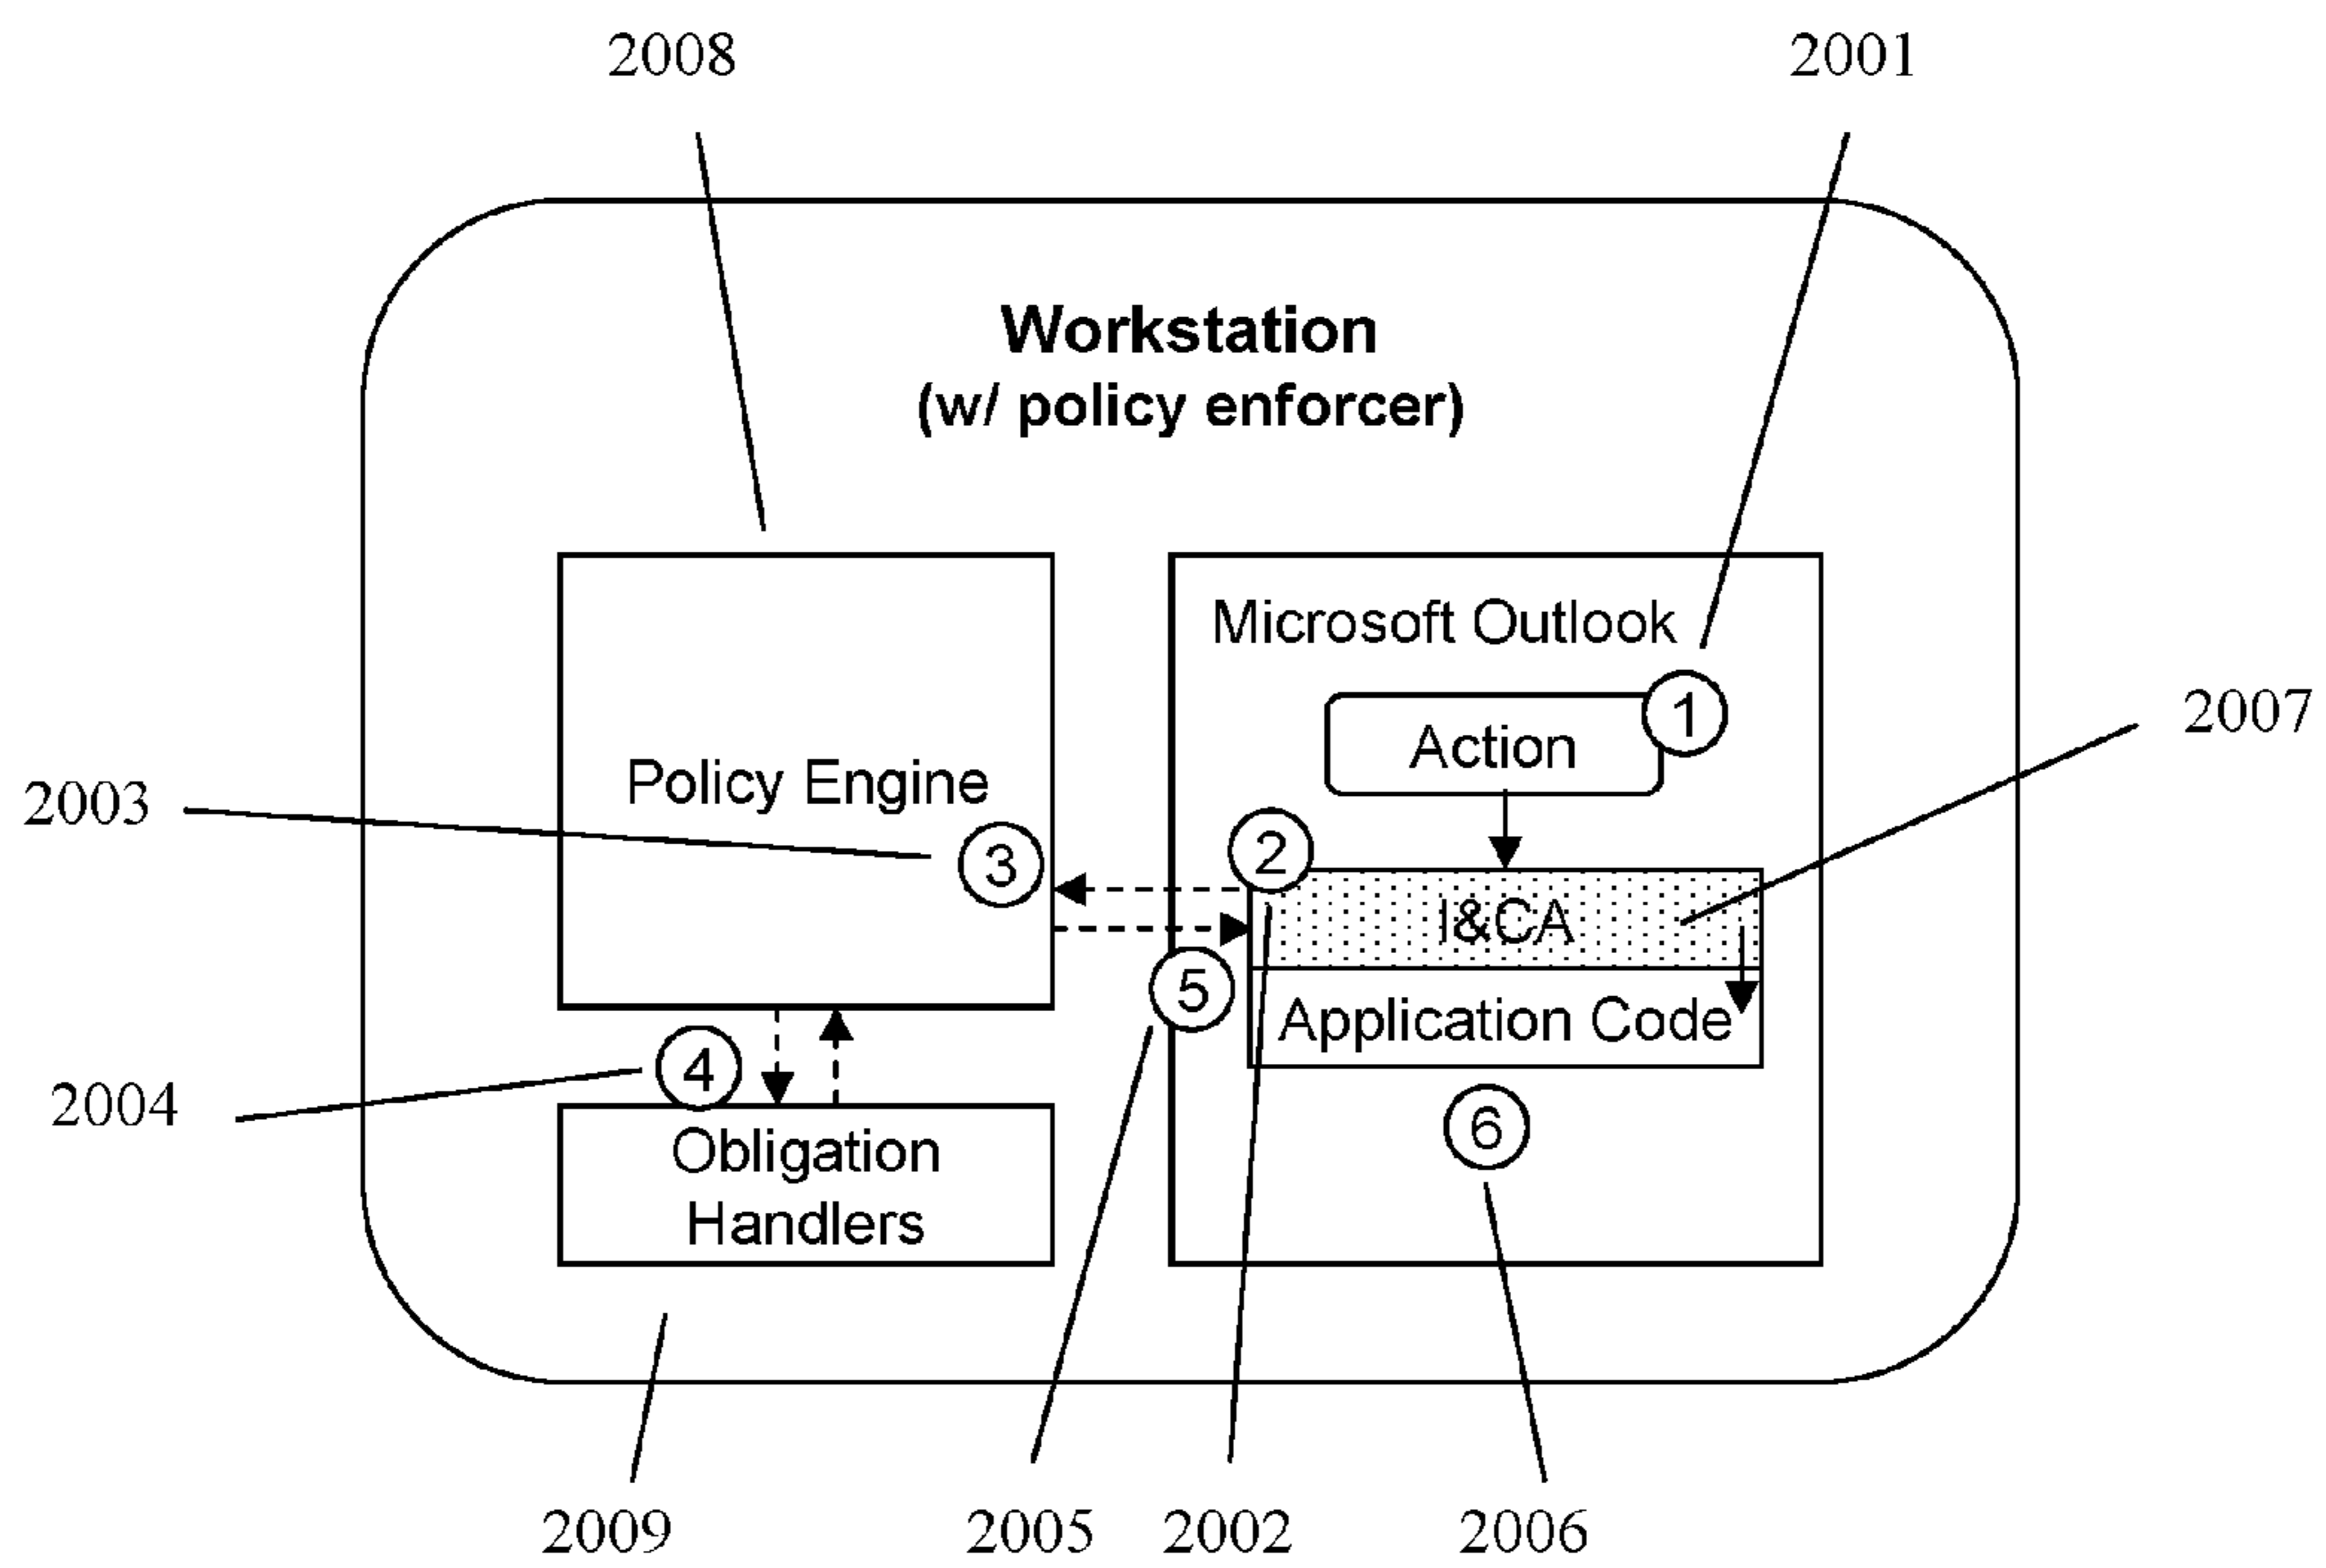 2008
2001
Workstation
(w/ policy enforcer)
Microsoft Outlook
1
Action
2007
Policy Engine
2003
2
3
I&CA
5
Application Code
4
2004
6
Obligation
Handlers
2009
2005
2002
2006